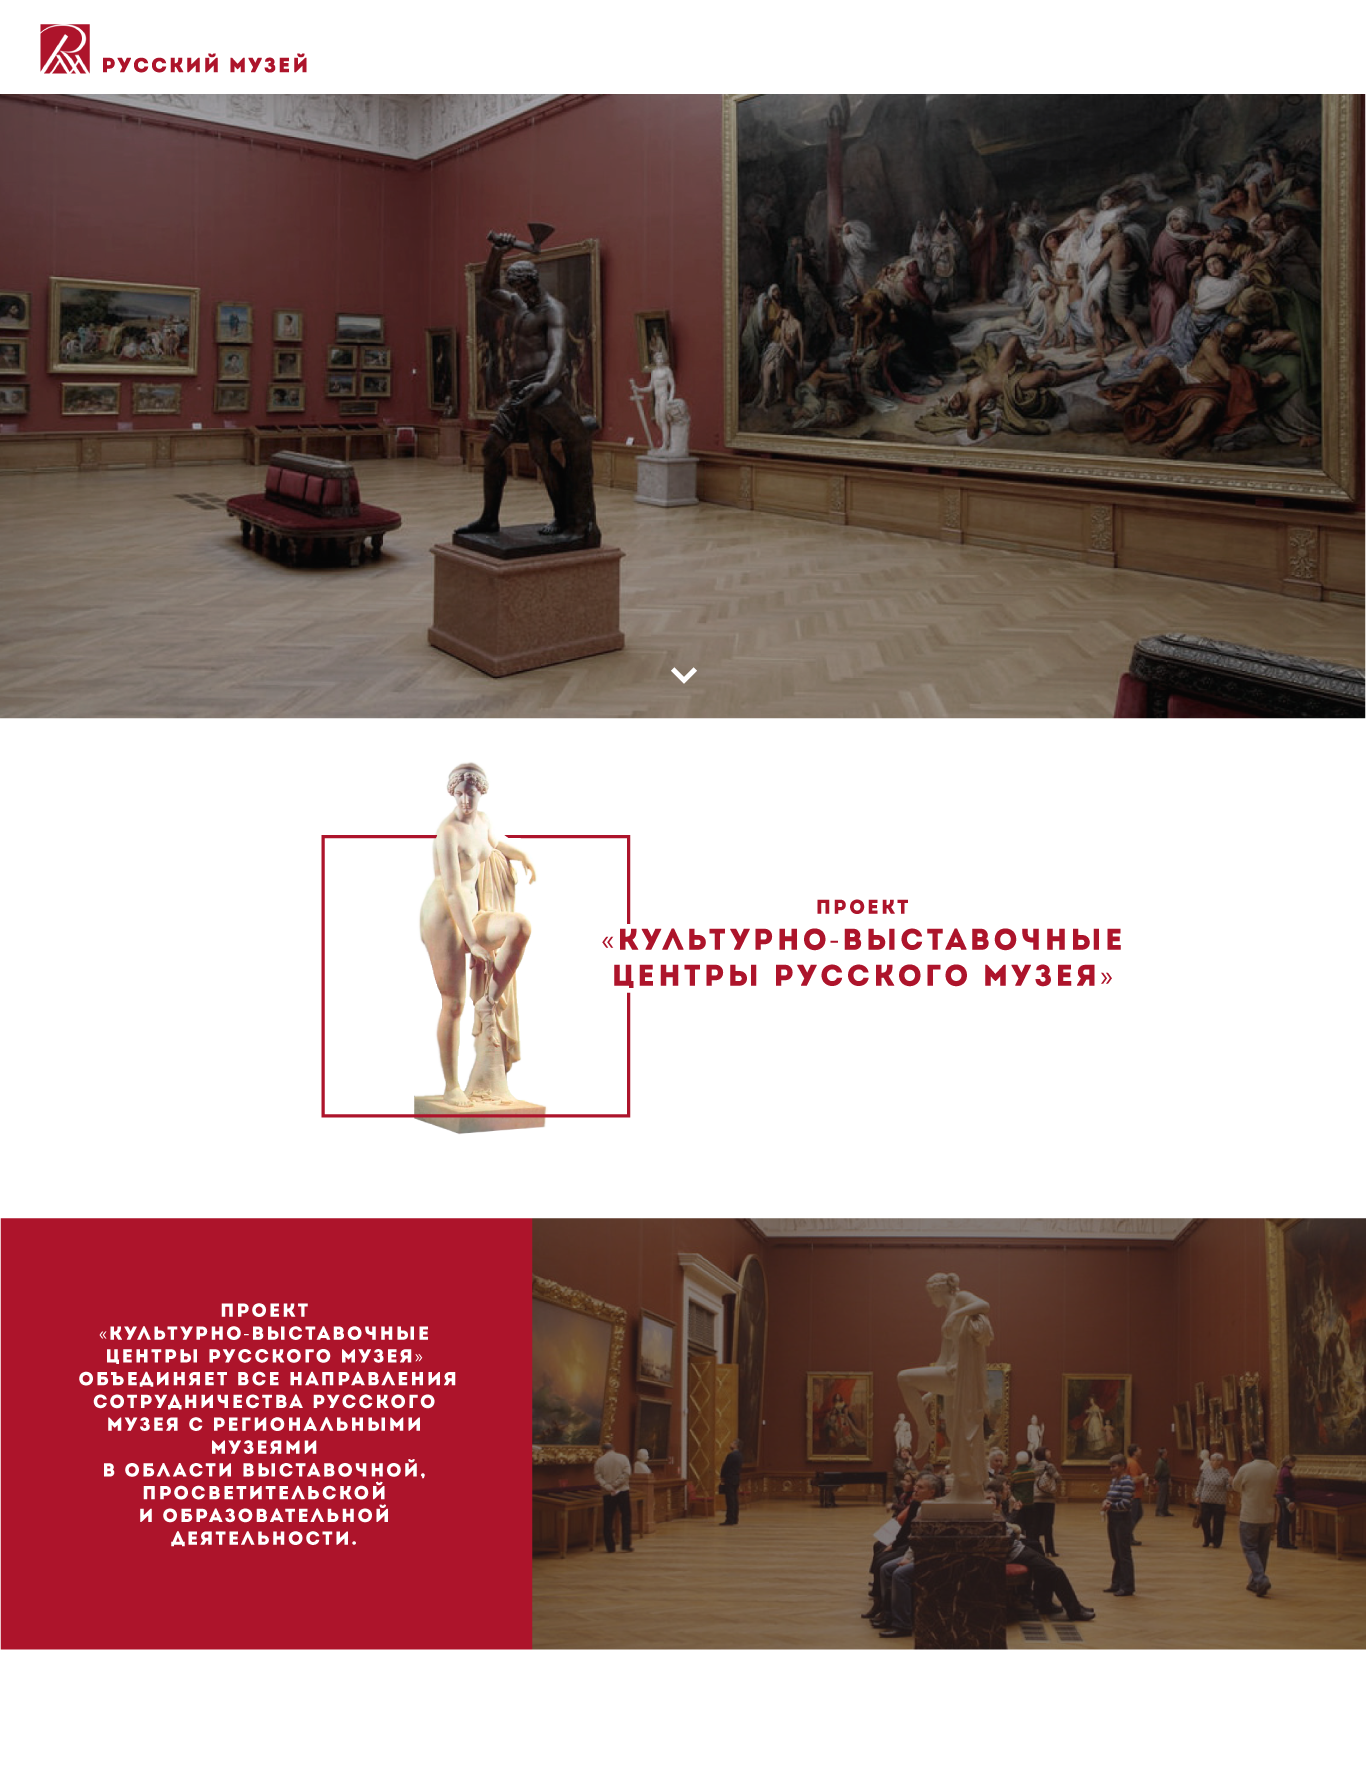 РУССКИЙ МУЗЕЙ
ПРОЕКТ
«КУЛЬТУРНО-ВЫСТАВОЧНЫЕ
ЦЕНТРЫ РУССКОГО МУЗЕЯ»
ПРОЕКТ
«КУЛЬТУРНО-ВЫСТАВОЧНЫЕ
ЦЕНТРЫ РУССКОГО МУЗЕЯ»
ОБЪЕДИНЯЕТ ВСЕ НАПРАВЛЕНИЯ
СОТРУДНИЧЕСТВА РУССКОГО
МУЗЕЯ С РЕГИОНАЛЬНЫМИ
МУЗЕЯМИ
В ОБЛАСТИ ВЫСТАВОЧНОЙ,
ПРОСВЕТИТЕЛЬСКОЙ
И ОБРАЗОВАТЕЛЬНОЙ
ДЕЯТЕЛЬНОСТИ.